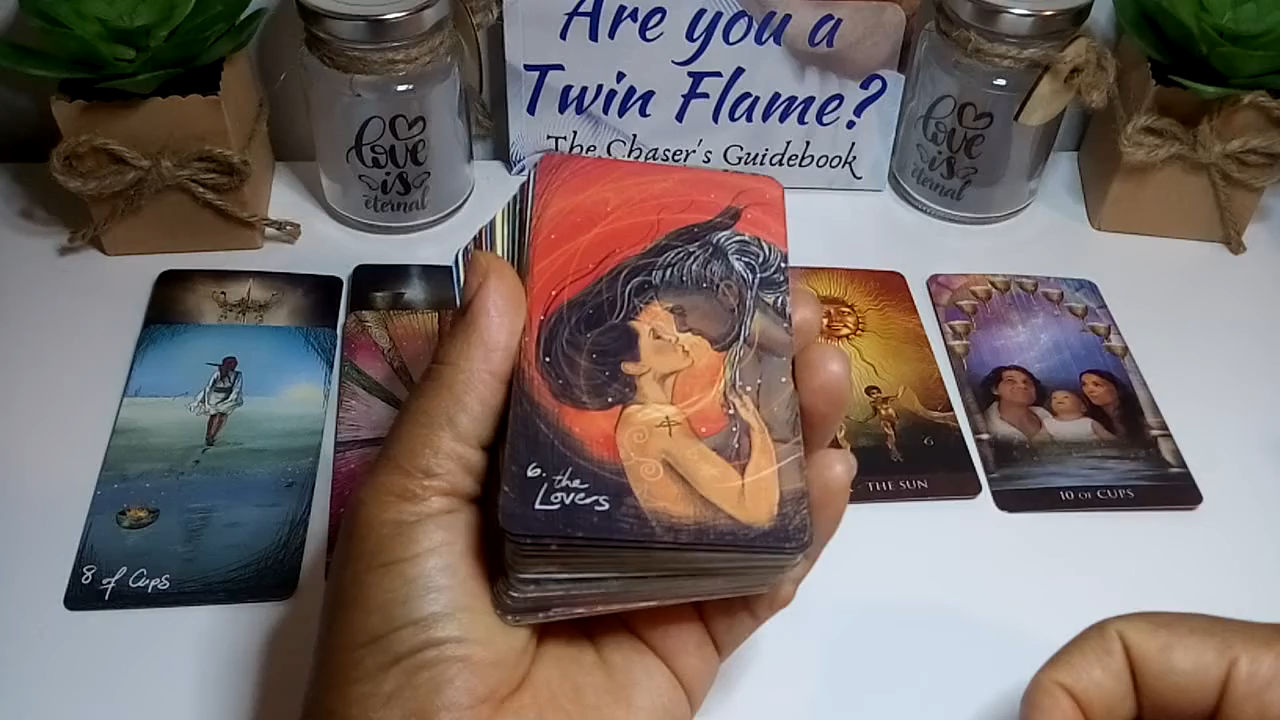 Are you a
Twin Flame?
The Chaser's Guidebook
love
is
eternal
love
is
eternal
6. the
Lovers
6
THE SUN
10 OF CUPS
8 of Cups